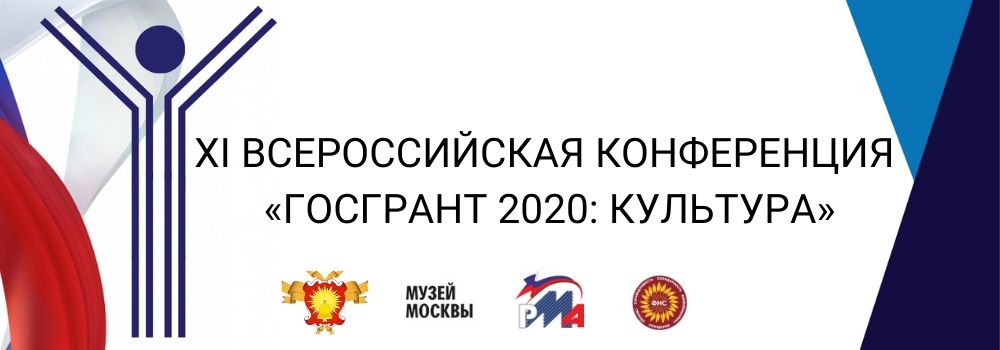 XI ВСЕРОССИЙСКАЯ КОНФЕРЕНЦИЯ
«ГОСГРАНТ 2020: КУЛЬТУРА»
МУЗЕЙ
МОСКВЫ
РМА
ФНС